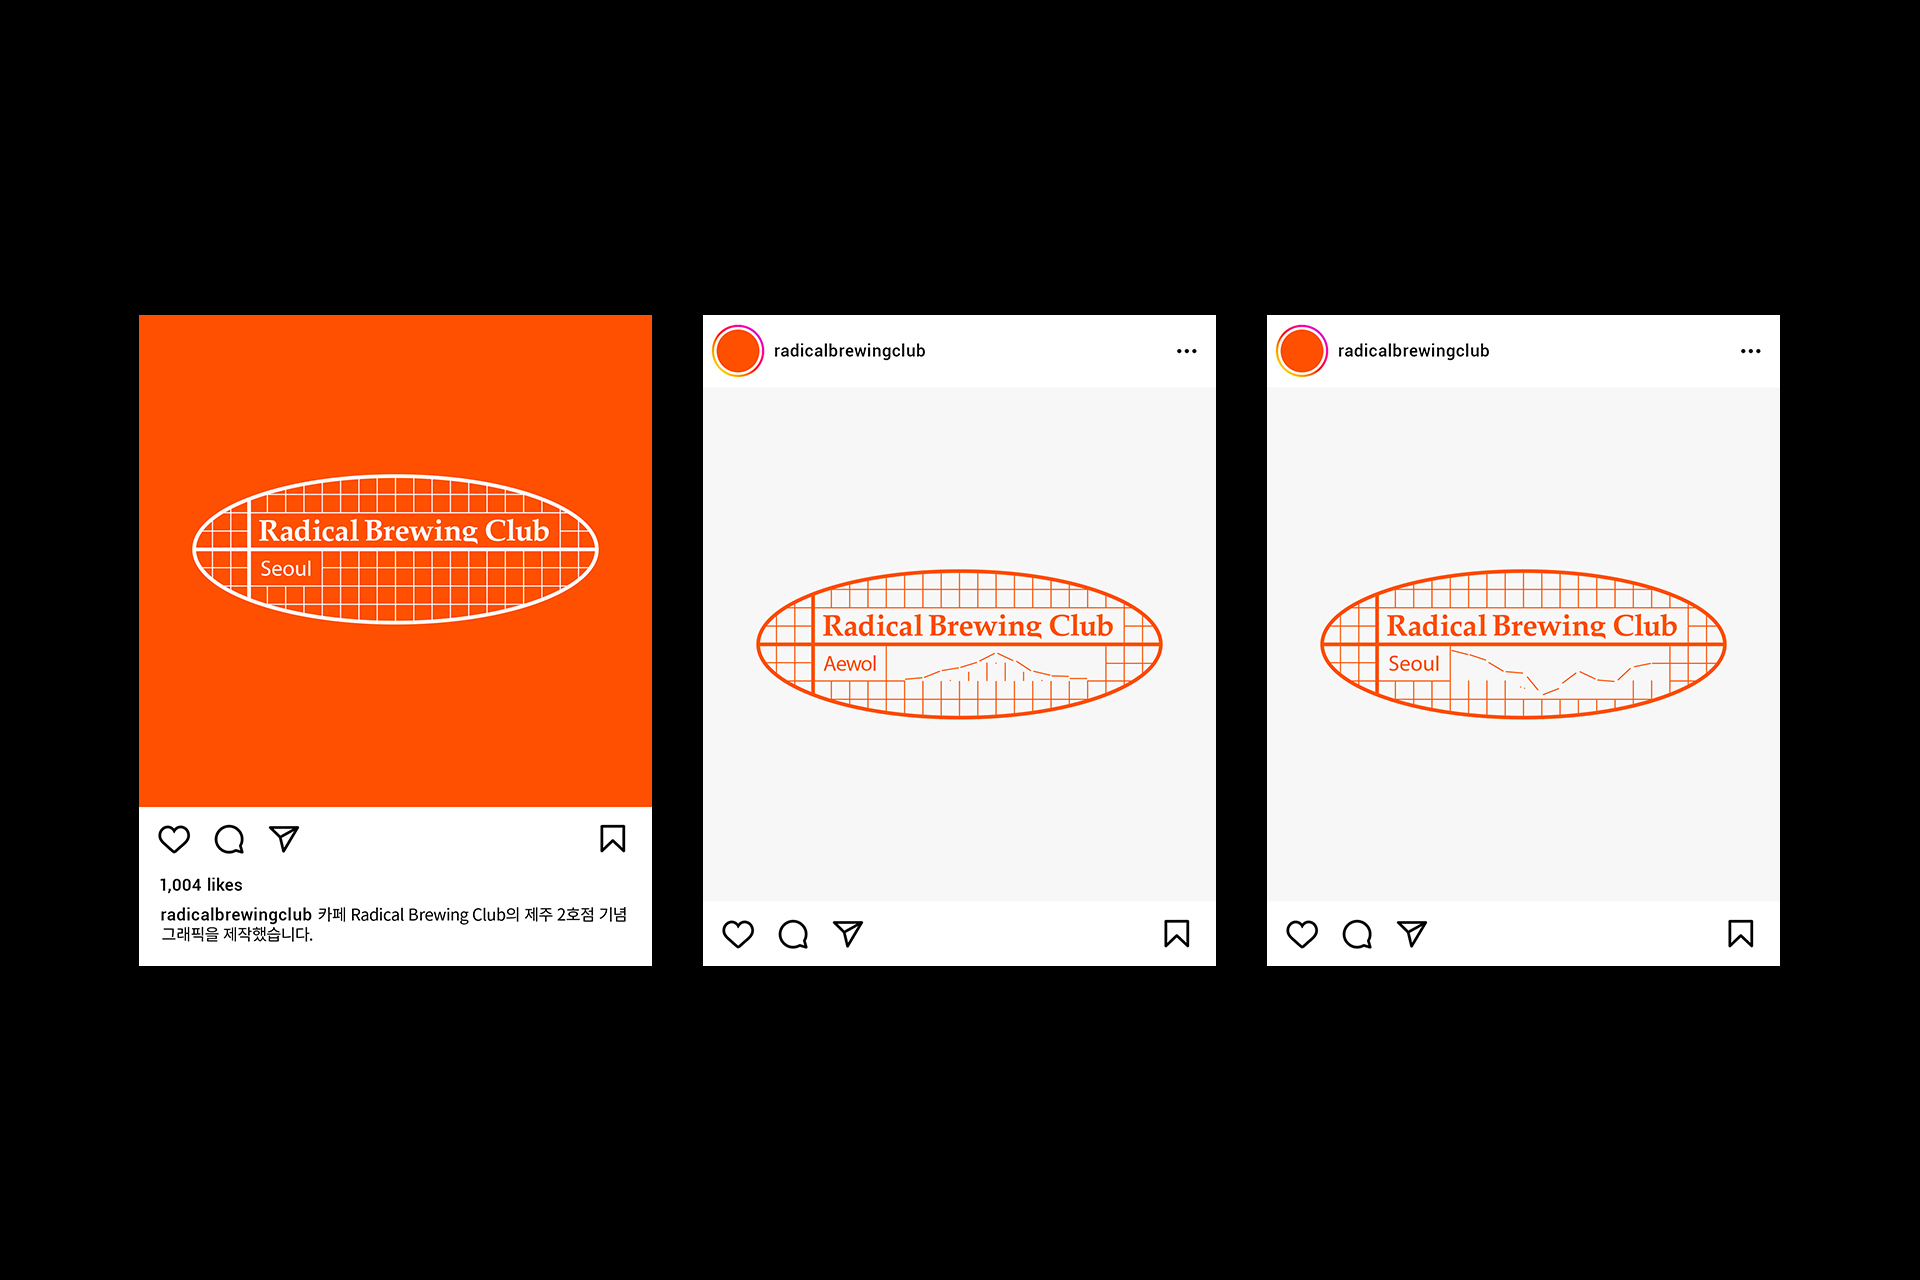 Radical Brewing Club
Seoul
1,004 likes
radicalbrewingclub 카페 Radical Brewing Club의 제주 2호점 기념
그래픽을 제작했습니다.
radicalbrewingclub
Radical Brewing Club
Aewol
radicalbrewingclub
Radical Brewing Club
Seoul